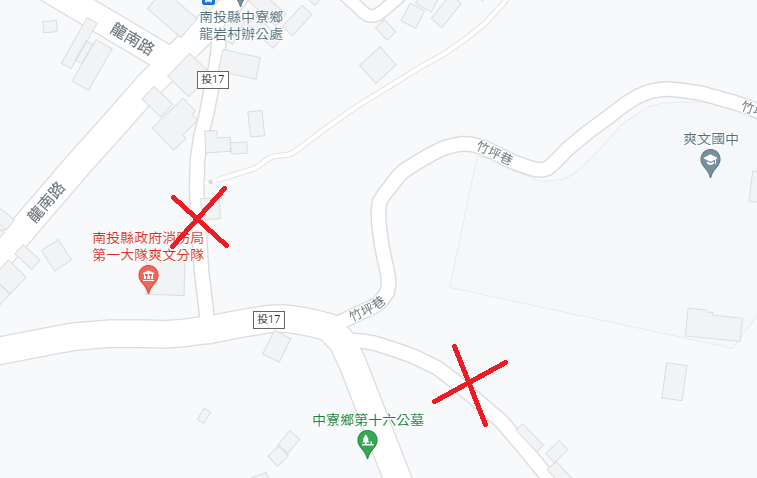 南投縣中寮鄉
龍岩村辦公處
龍南路
投17
竹坪巷
竹
爽文國中
龍南路
南投縣政府消防局
第一大隊爽文分隊
竹坪巷
投17
中寮鄉第十六公墓